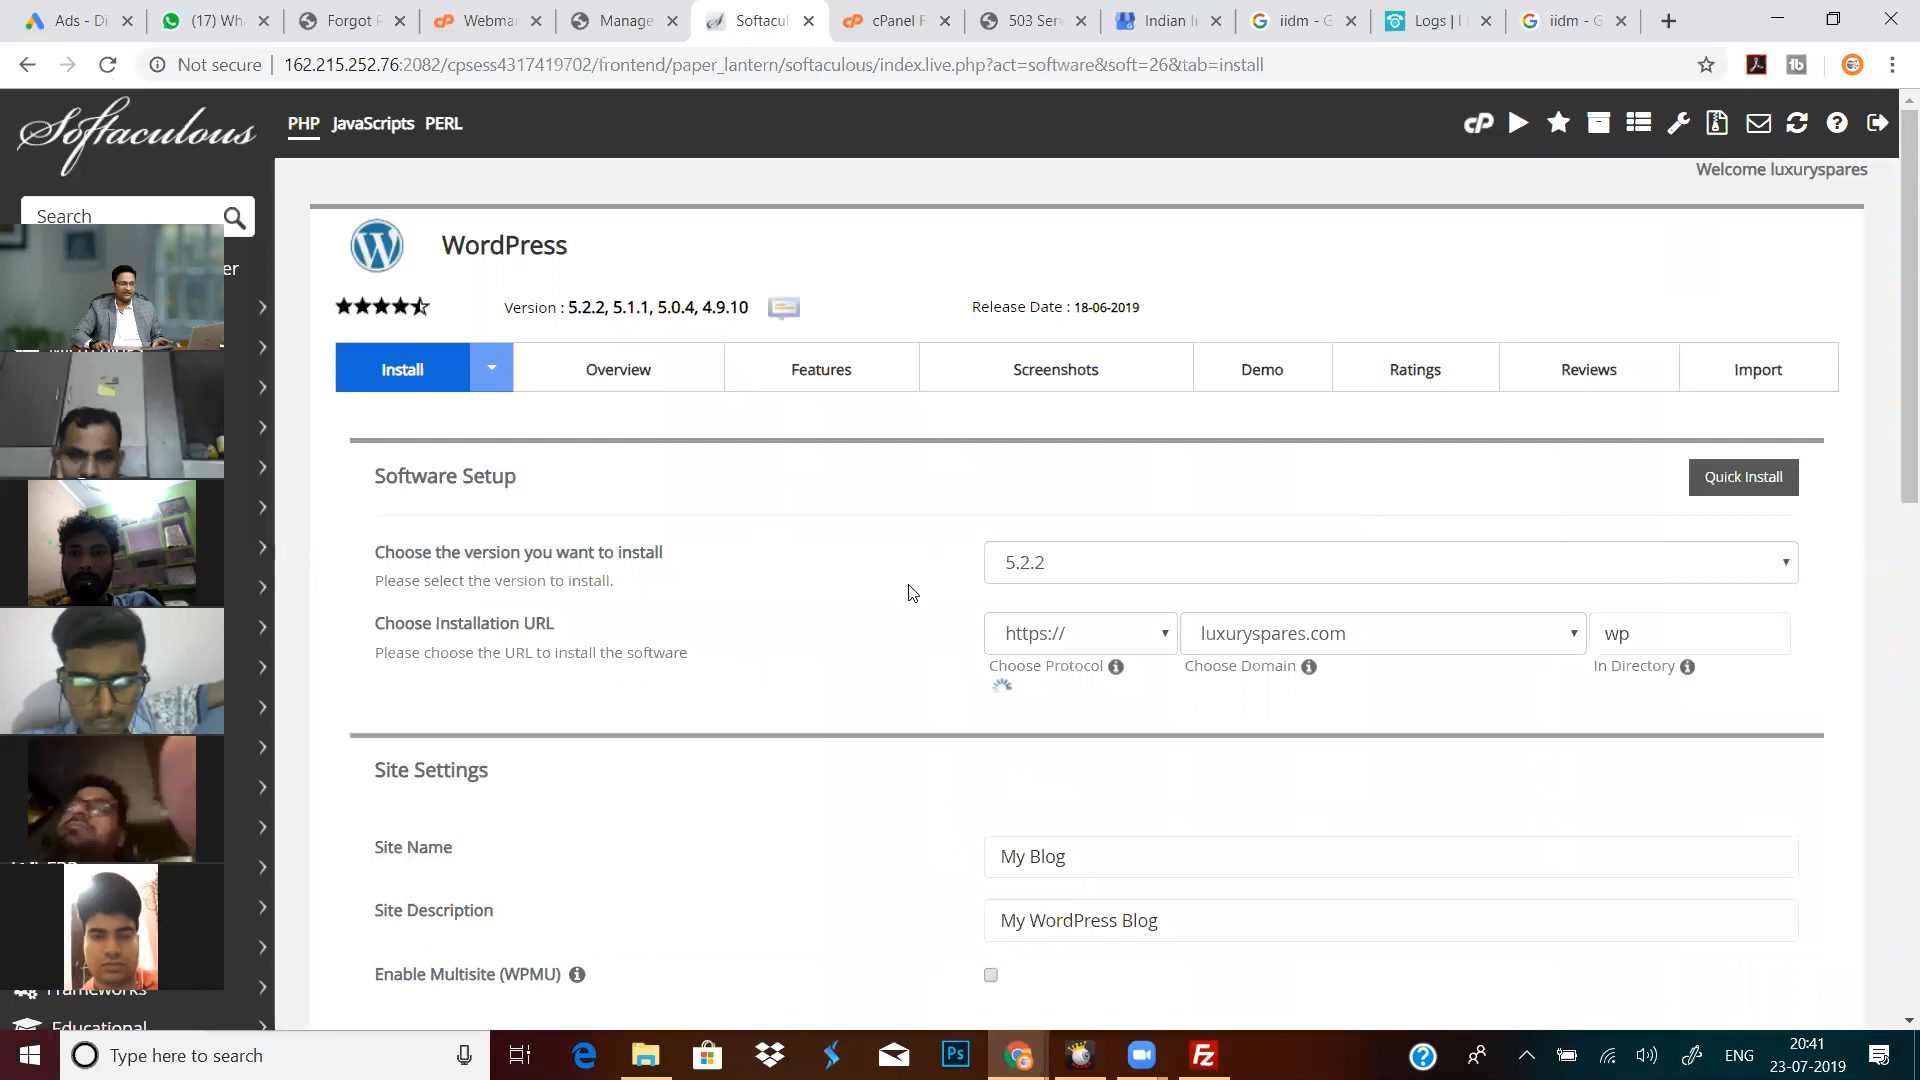 Ads - Di
(17) Wh
Forgot P
Webmai
Manage
Softacul
cPanel F
503 Serv
Indian I
iidm - G
Logs | I
iidm - G
Not secure
162.215.252.76:2082/cpsess4317419702/frontend/paper_lantern/softaculous/index.live.php?act=software&soft=26&tab=install
Softaculous
PHP JavaScripts PERL
cP
Welcome luxuryspares
Search
er
WordPress
Version : 5.2.2, 5.1.1, 5.0.4, 4.9.10
Release Date : 18-06-2019
Install
Overview
Features
Screenshots
Demo
Ratings
Reviews
Import
Software Setup
Quick Install
Choose the version you want to install
Please select the version to install.
5.2.2
Choose Installation URL
Please choose the URL to install the software
https://
luxuryspares.com
wp
Choose Protocol
Choose Domain
In Directory
Site Settings
Site Name
My Blog
Site Description
My WordPress Blog
Enable Multisite (WPMU)
Frameworks
Educational
Type here to search
Ps
Fz
ENG
20:41
23-07-2019